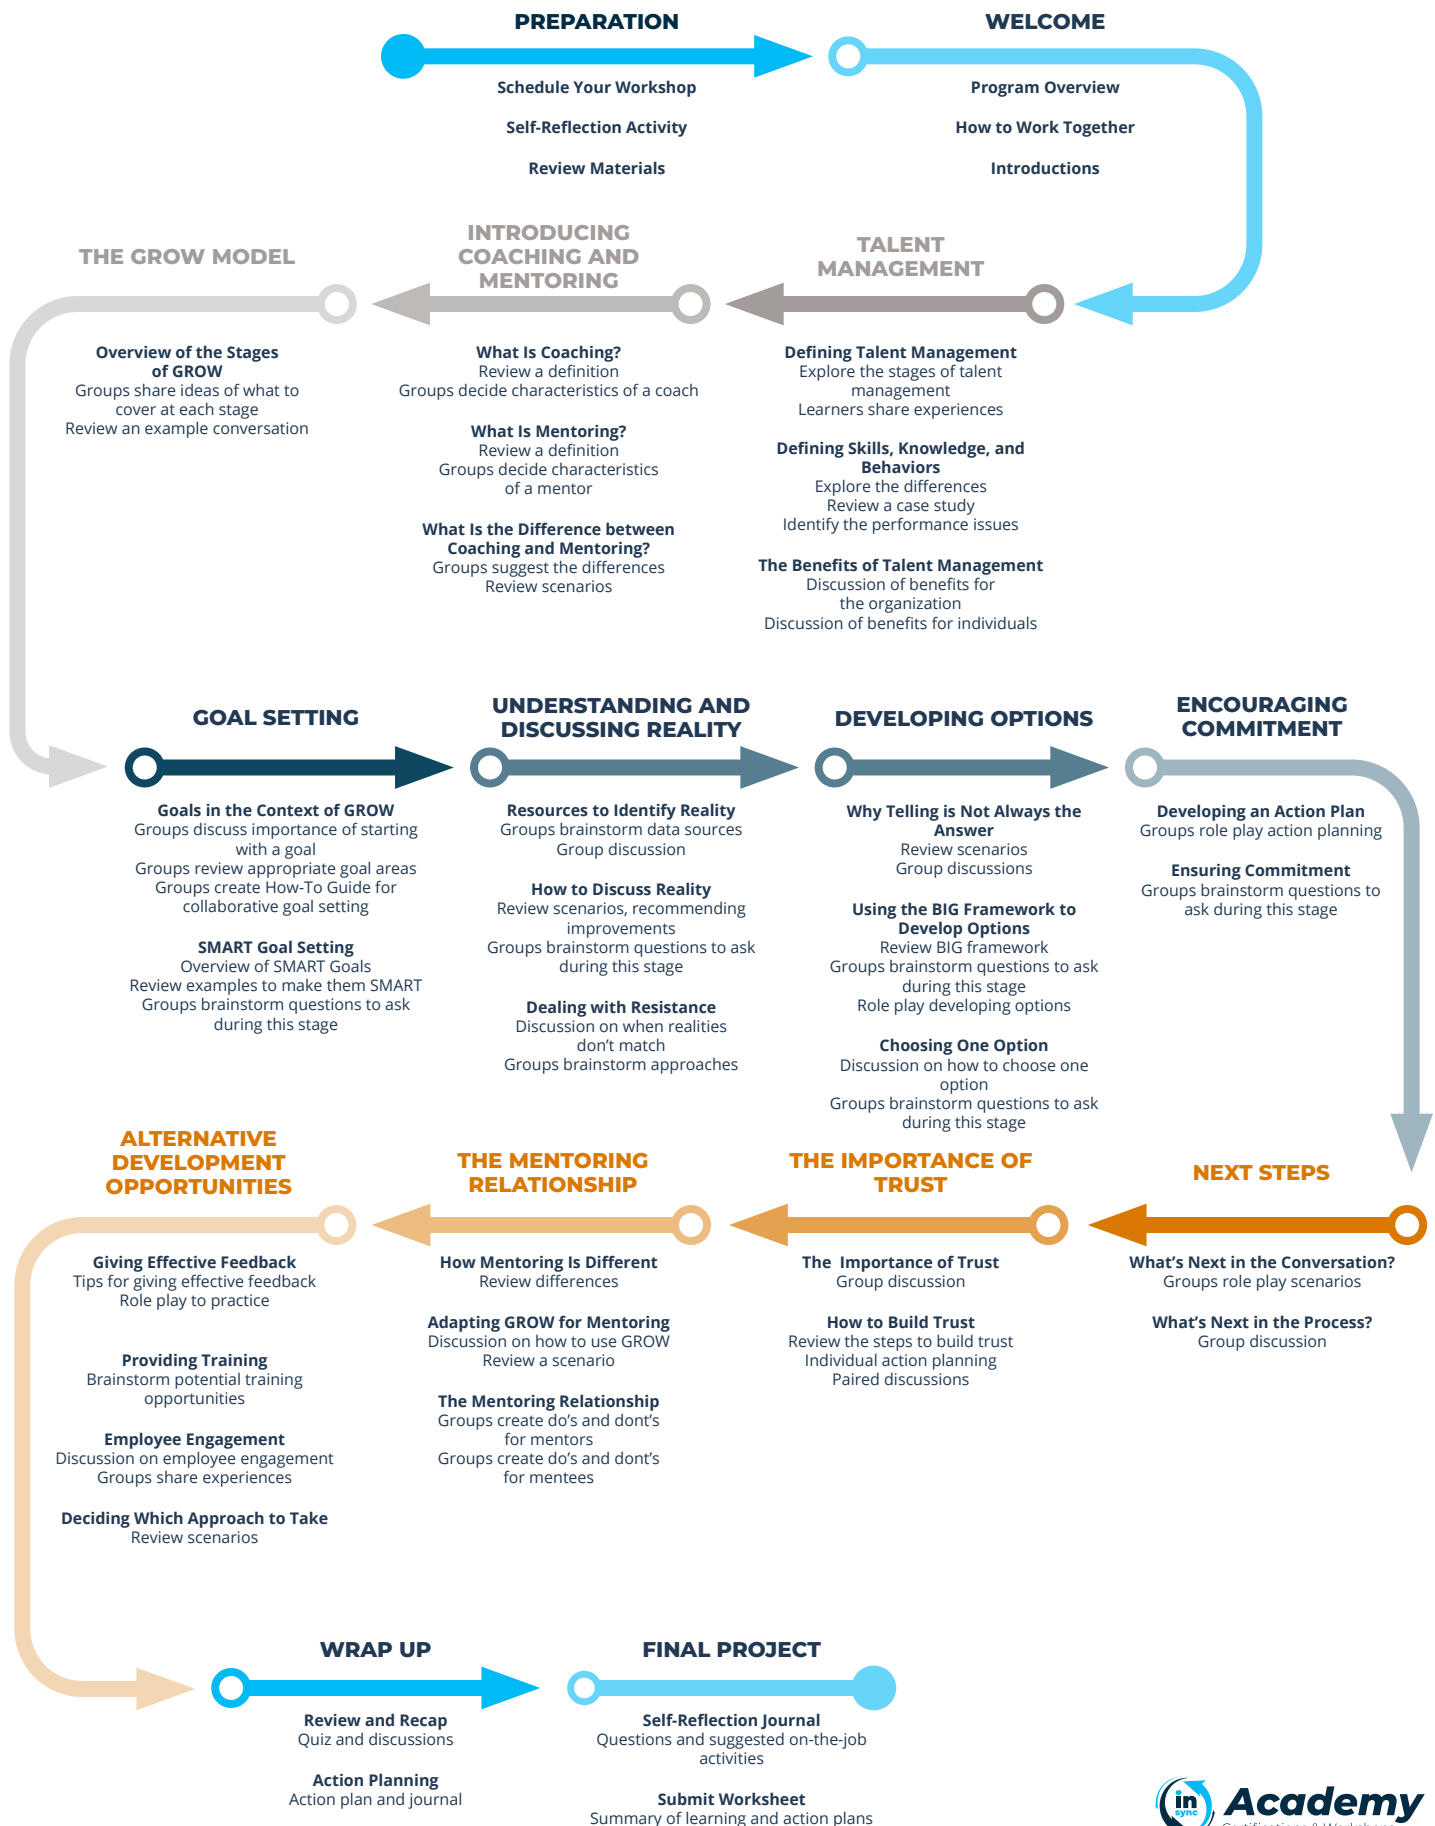 PREPARATION
Schedule Your Workshop
Self-Reflection Activity
Review Materials
WELCOME
Program Overview
How to Work Together
Introductions
TALENT
MANAGEMENT
Defining Talent Management
Explore the stages of talent
management
Learners share experiences
Defining Skills, Knowledge, and
Behaviors
Explore the differences
Review a case study
Identify the performance issues
The Benefits of Talent Management
Discussion of benefits for
the organization
Discussion of benefits for individuals
INTRODUCING
COACHING AND
MENTORING
What Is Coaching?
Review a definition
Groups decide characteristics of a coach
What Is Mentoring?
Review a definition
Groups decide characteristics
of a mentor
What Is the Difference between
Coaching and Mentoring?
Groups suggest the differences
Review scenarios
THE GROW MODEL
Overview of the Stages
of GROW
Groups share ideas of what to
cover at each stage
Review an example conversation
GOAL SETTING
Goals in the Context of GROW
Groups discuss importance of starting
with a goal
Groups review appropriate goal areas
Groups create How-To Guide for
collaborative goal setting
SMART Goal Setting
Overview of SMART Goals
Review examples to make them SMART
Groups brainstorm questions to ask
during this stage
UNDERSTANDING AND
DISCUSSING REALITY
Resources to Identify Reality
Groups brainstorm data sources
Group discussion
How to Discuss Reality
Review scenarios, recommending
improvements
Groups brainstorm questions to ask
during this stage
Dealing with Resistance
Discussion on when realities
don't match
Groups brainstorm approaches
DEVELOPING OPTIONS
Why Telling is Not Always the
Answer
Review scenarios
Group discussions
Using the BIG Framework to
Develop Options
Review BIG framework
Groups brainstorm questions to ask
during this stage
Role play developing options
Choosing One Option
Discussion on how to choose one
option
Groups brainstorm questions to ask
during this stage
ENCOURAGING
COMMITMENT
Developing an Action Plan
Groups role play action planning
Ensuring Commitment
Groups brainstorm questions to
ask during this stage
NEXT STEPS
What's Next in the Conversation?
Groups role play scenarios
What's Next in the Process?
Group discussion
THE IMPORTANCE OF
TRUST
The Importance of Trust
Group discussion
How to Build Trust
Review the steps to build trust
Individual action planning
Paired discussions
THE MENTORING
RELATIONSHIP
How Mentoring Is Different
Review differences
Adapting GROW for Mentoring
Discussion on how to use GROW
Review a scenario
The Mentoring Relationship
Groups create do's and dont's
for mentors
Groups create do's and dont's
for mentees
ALTERNATIVE
DEVELOPMENT
OPPORTUNITIES
Giving Effective Feedback
Tips for giving effective feedback
Role play to practice
Providing Training
Brainstorm potential training
opportunities
Employee Engagement
Discussion on employee engagement
Groups share experiences
Deciding Which Approach to Take
Review scenarios
WRAP UP
Review and Recap
Quiz and discussions
Action Planning
Action plan and journal
FINAL PROJECT
Self-Reflection Journal
Questions and suggested on-the-job
activities
Submit Worksheet
Summary of learning and action plans
in
sync
Academy
Certifications & Workshops